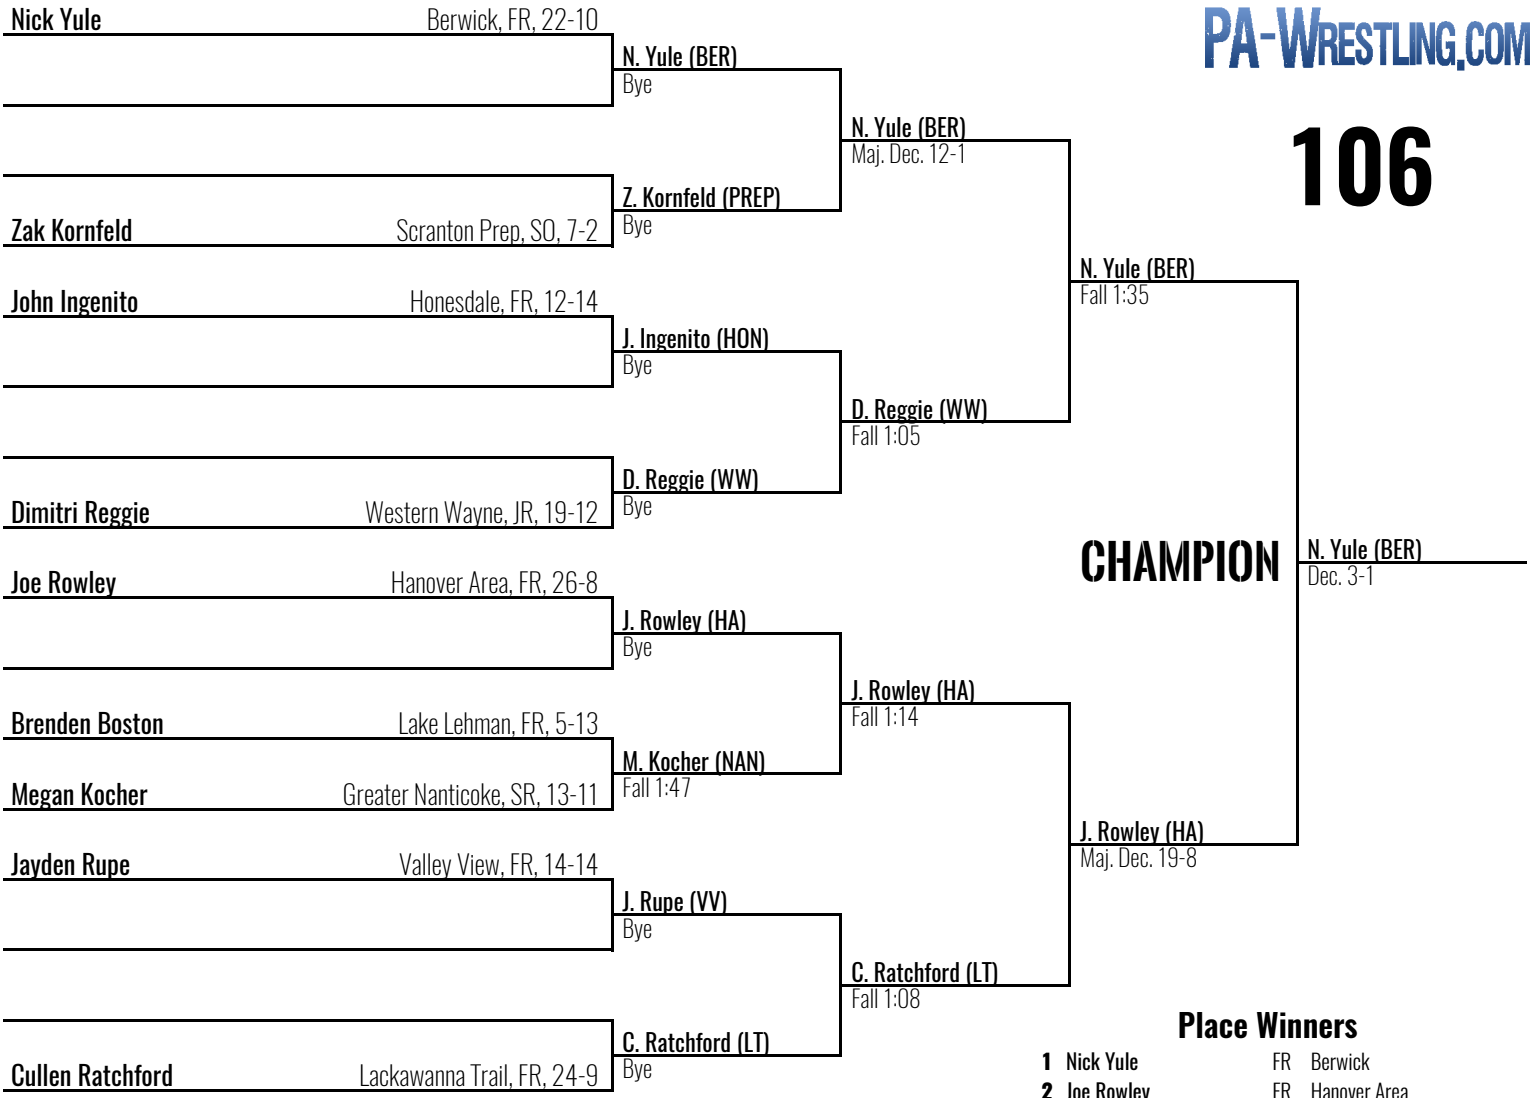 PA-WRESTLING.COM
106
Nick Yule Berwick, FR, 22-10
Zak Kornfeld Scranton Prep, SO, 7-2
John Ingenito Honesdale, FR, 12-14
Dimitri Reggie Western Wayne, JR, 19-12
Joe Rowley Hanover Area, FR, 26-8
Brenden Boston Lake Lehman, FR, 5-13
Megan Kocher Greater Nanticoke, SR, 13-11
Jayden Rupe Valley View, FR, 14-14
Cullen Ratchford Lackawanna Trail, FR, 24-9
N. Yule (BER)
Bye
Z. Kornfeld (PREP)
Bye
J. Ingenito (HON)
Bye
D. Reggie (WW)
Bye
J. Rowley (HA)
Bye
M. Kocher (NAN)
Fall 1:47
J. Rupe (VV)
Bye
C. Ratchford (LT)
Bye
N. Yule (BER)
Maj. Dec. 12-1
D. Reggie (WW)
Fall 1:05
J. Rowley (HA)
Fall 1:14
C. Ratchford (LT)
Fall 1:08
N. Yule (BER)
Fall 1:35
J. Rowley (HA)
Maj. Dec. 19-8
CHAMPION
N. Yule (BER)
Dec. 3-1
Place Winners
1 Nick Yule FR Berwick
2 Joe Rowley FR Hanover Area